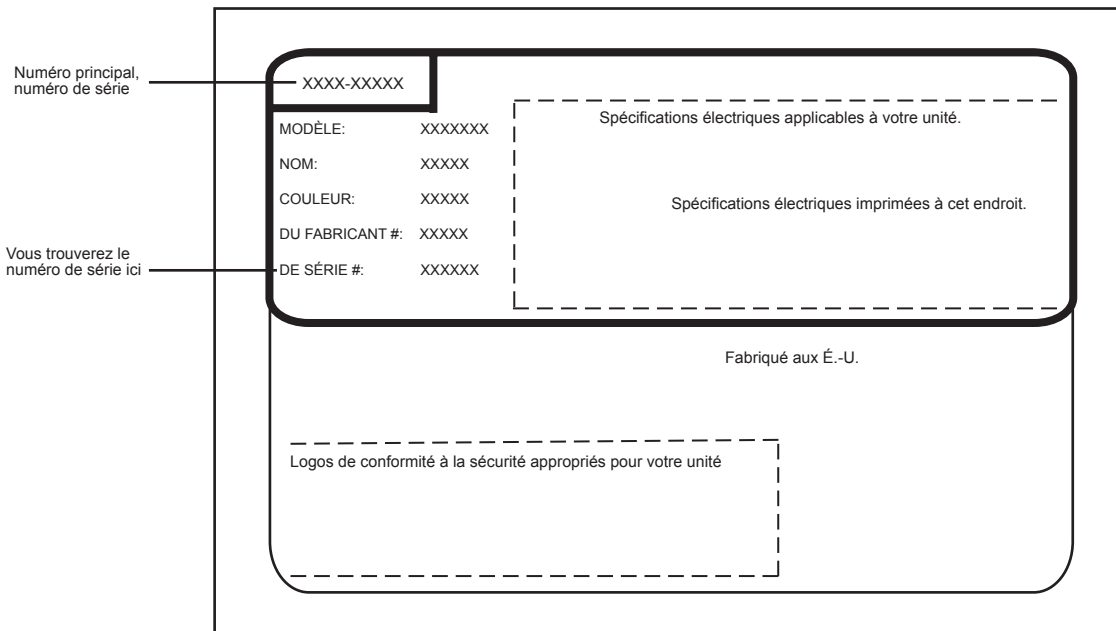 Numéro principal,
numéro de série
XXXX-XXXXX
MODÈLE: XXXXXXX
NOM: XXXXX
COULEUR: XXXXX
DU FABRICANT #: XXXXX
Vous trouverez le
numéro de série ici
DE SÉRIE #: XXXXXX
Spécifications électriques applicables à votre unité.
Spécifications électriques imprimées à cet endroit.
Fabriqué aux É.-U.
Logos de conformité à la sécurité appropriés pour votre unité